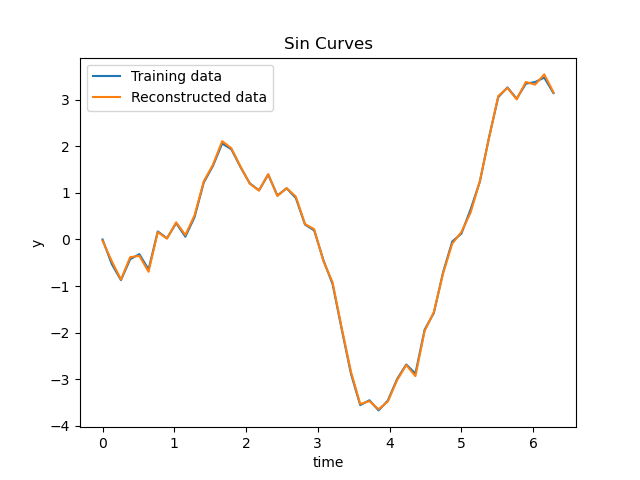 Sin Curves
Training data
Reconstructed data
3
2
1
0
−1
−2
−3
−4
y
0 1 2 3 4 5 6
time